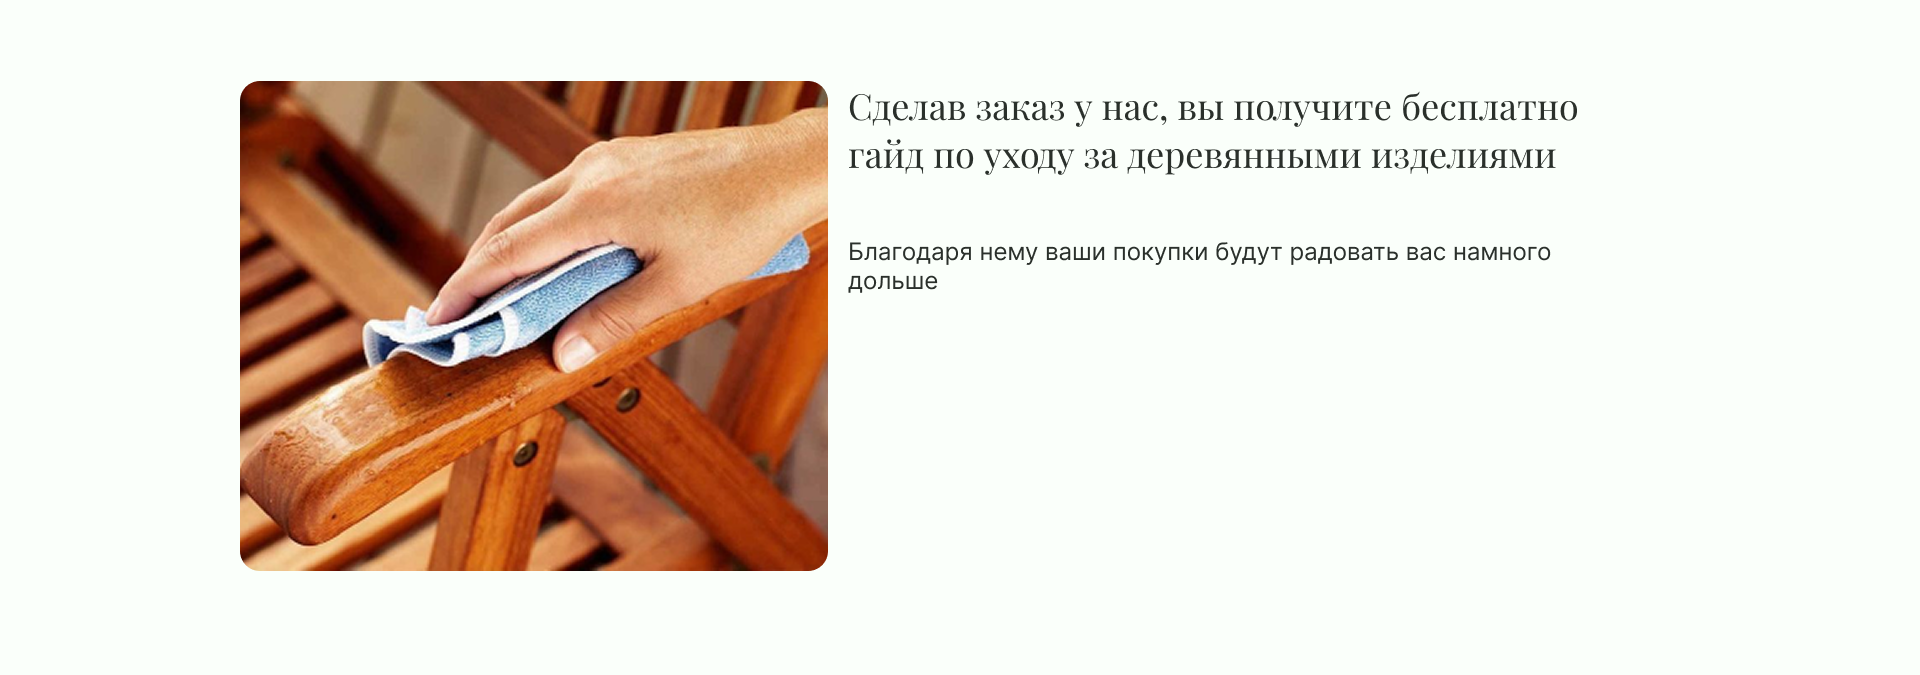 Сделав заказ у нас, вы получите бесплатно
гайд по уходу за деревянными изделиями
Благодаря нему ваши покупки будут радовать вас намного
дольше